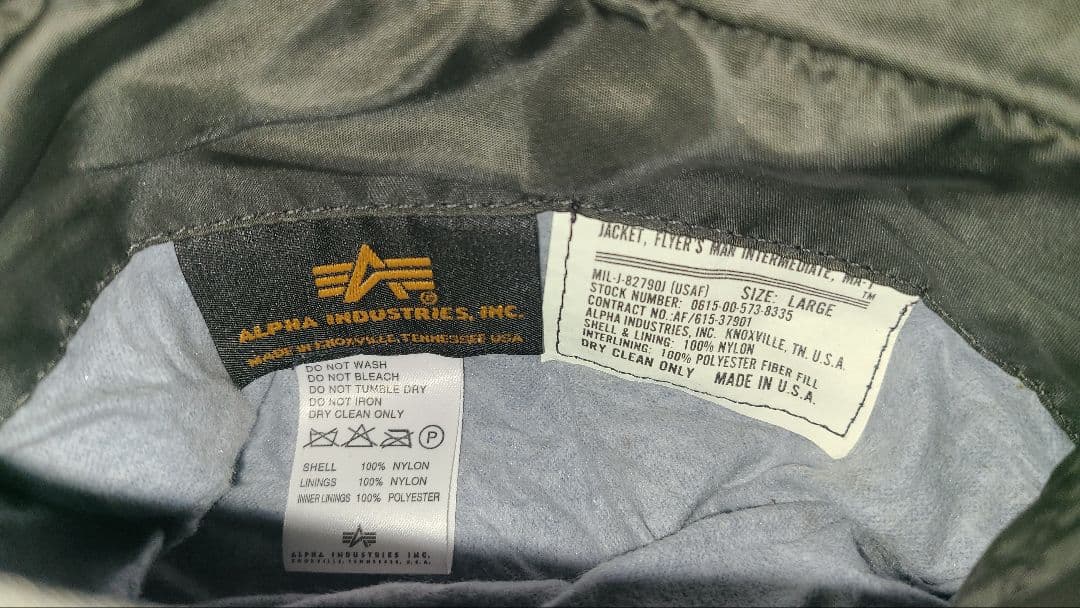 ALPHA INDUSTRIES, INC.
MADE IN KNOXVILLE, TENNESSEE USA
JACKET, FLYER'S MAN INTERMEDIATE, MA-1
TM
MIL-J-8279OJ (USAF) SIZE: LARGE
STOCK NUMBER: 0615-00-573-8335
CONTRACT NO.:AF/615-37901
ALPHA INDUSTRIES, INC. KNOXVILLE, TN. U.S.A.
SHELL & LINING: 100% NYLON
INTERLINING: 100% POLYESTER FIBER FILL
DRY CLEAN ONLY MADE IN U.S.A.
DO NOT WASH
DO NOT BLEACH
DO NOT TUMBLE DRY
DO NOT IRON
DRY CLEAN ONLY
P
SHELL 100% NYLON
LININGS 100% NYLON
INNER LININGS 100% POLYESTER
ALPHA INDUSTRIES INC.
KNOXVILLE, TENNESSEE, U.S.A.